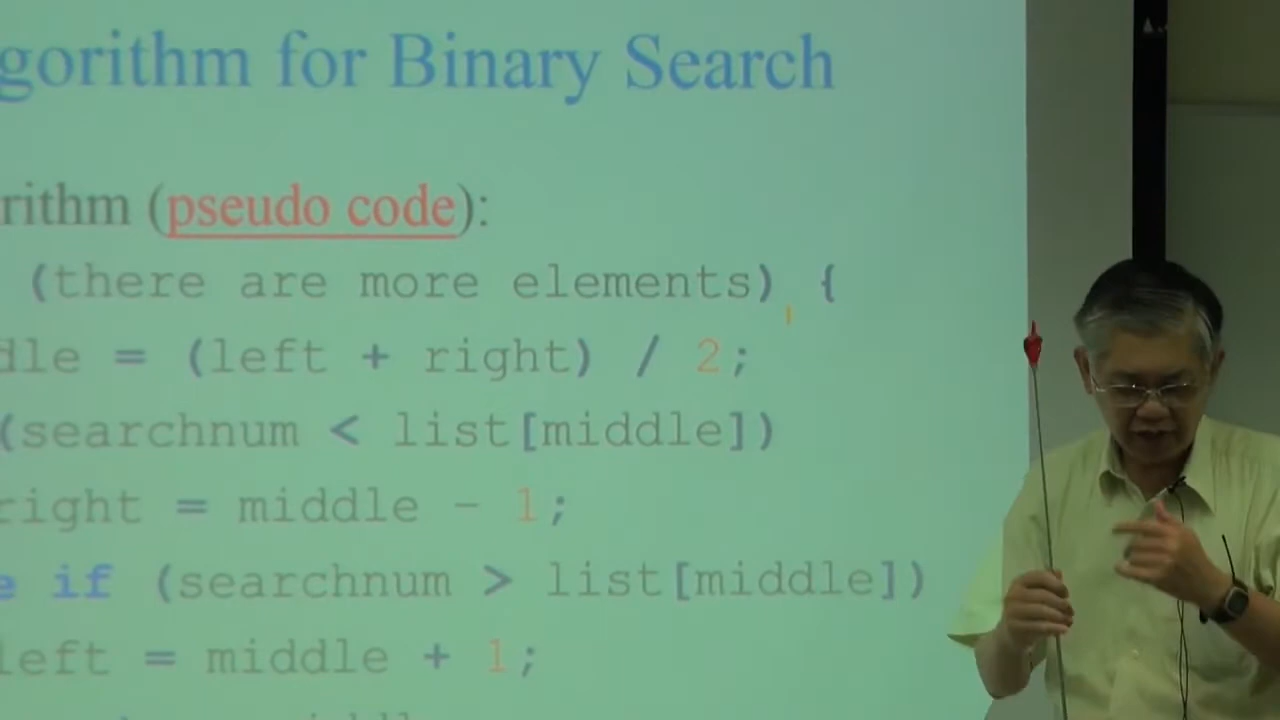 gorithm for Binary Search
rithm (pseudo code):
(there are more elements) {
dle = (left + right) / 2;
(searchnum < list[middle])
right = middle - 1;
e if (searchnum > list[middle])
left = middle + 1;